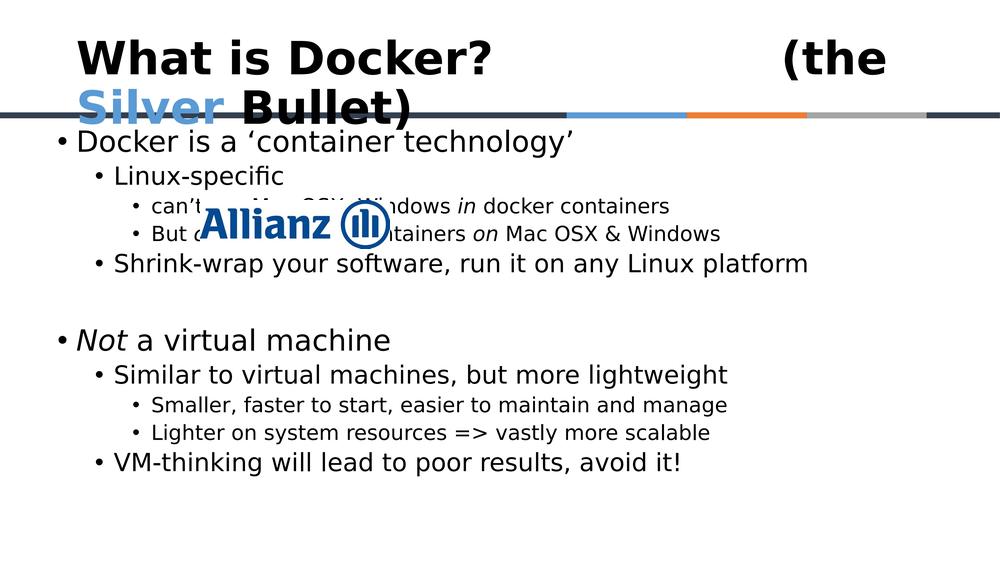 What is Docker? (the
Silver Bullet)
• Docker is a ‘container technology’
• Linux-specific
• can’t Windows in docker containers
Allianz
• But on Mac OSX & Windows
• Shrink-wrap your software, run it on any Linux platform
• Not a virtual machine
• Similar to virtual machines, but more lightweight
• Smaller, faster to start, easier to maintain and manage
• Lighter on system resources => vastly more scalable
• VM-thinking will lead to poor results, avoid it!